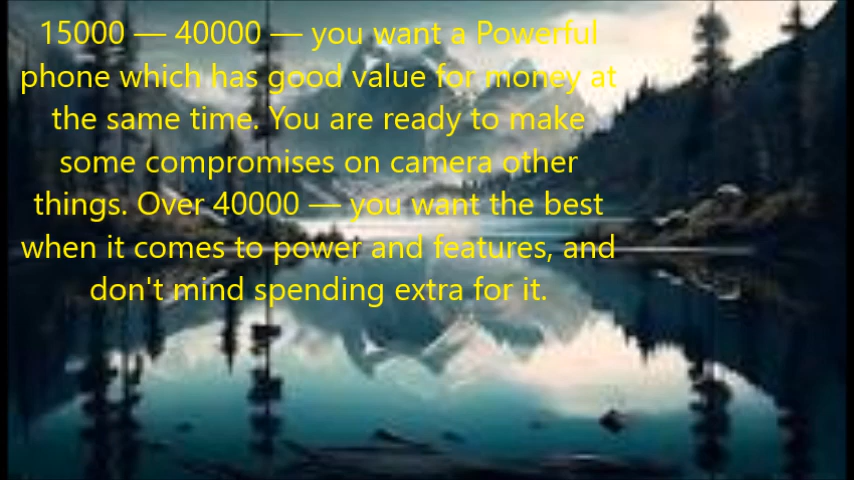 15000 — 40000 — you want a Powerful
phone which has good value for money at
the same time. You are ready to make
some compromises on camera other
things. Over 40000 — you want the best
when it comes to power and features, and
don't mind spending extra for it.